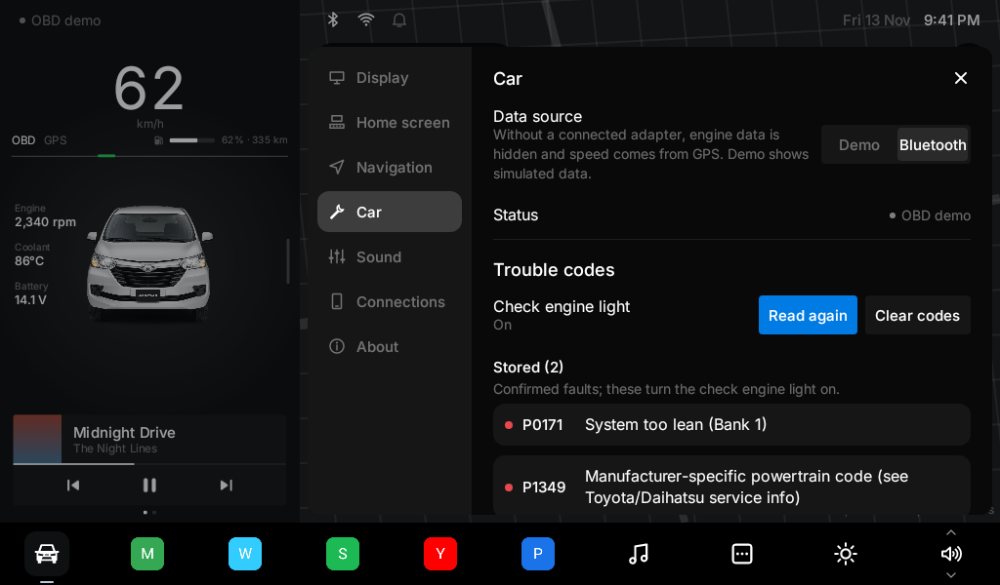 OBD demo
Fri 13 Nov 9:41 PM
62
km/h
OBD GPS 62% · 335 km
Engine
2,340 rpm
Coolant
86°C
Battery
14.1 V
Midnight Drive
The Night Lines
Display
Home screen
Navigation
Car
Sound
Connections
About
Car
Data source
Without a connected adapter, engine data is
hidden and speed comes from GPS. Demo shows
simulated data.
Demo Bluetooth
Status
OBD demo
Trouble codes
Check engine light
On
Read again Clear codes
Stored (2)
Confirmed faults; these turn the check engine light on.
P0171 System too lean (Bank 1)
P1349 Manufacturer-specific powertrain code (see
Toyota/Daihatsu service info)
M W S Y P